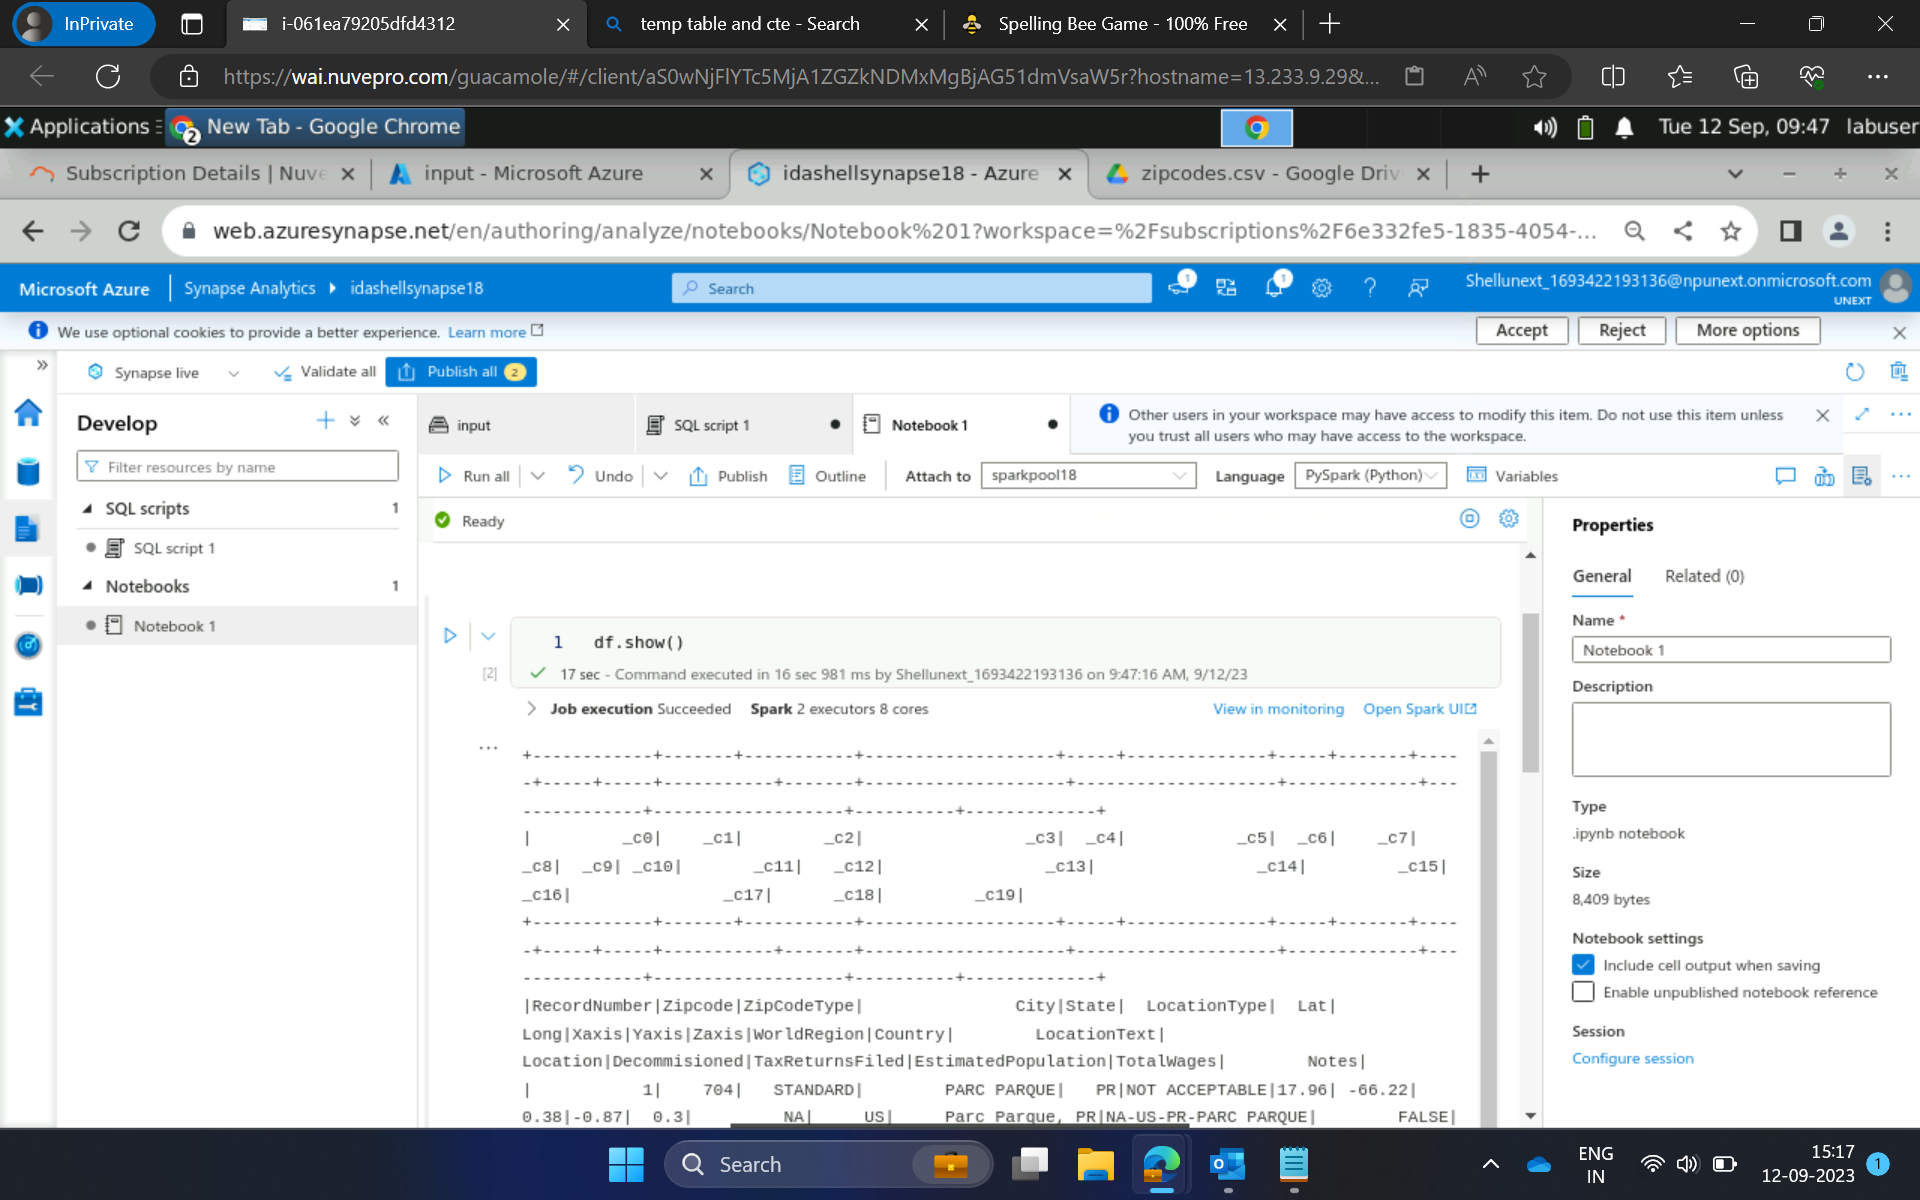 InPrivate
i-061ea79205dfd4312
temp table and cte - Search
Spelling Bee Game - 100% Free
https://wai.nuvepro.com/guacamole/#/client/aS0wNjFlYTc5MjA1ZGZkNDMxMgBjAG51dmVsaW5r?hostname=13.233.9.29&...
Applications
2
New Tab - Google Chrome
Tue 12 Sep, 09:47
labuser
Subscription Details | Nuve
input - Microsoft Azure
idashellsynapse18 - Azure
zipcodes.csv - Google Driv
web.azuresynapse.net/en/authoring/analyze/notebooks/Notebook%201?workspace=%2Fsubscriptions%2F6e332fe5-1835-4054-...
Microsoft Azure
Synapse Analytics
idashellsynapse18
Search
1
1
Shellunext_1693422193136@npunext.onmicrosoft.com
UNEXT
We use optional cookies to provide a better experience. Learn more
Accept
Reject
More options
Synapse live
Validate all
Publish all 2
Develop
input
SQL script 1
Notebook 1
Other users in your workspace may have access to modify this item. Do not use this item unless
you trust all users who may have access to the workspace.
Filter resources by name
Run all
Undo
Publish
Outline
Attach to
sparkpool18
Language
PySpark (Python)
Variables
SQL scripts 1
SQL script 1
Notebooks 1
Notebook 1
Ready
1 df.show()
[2]
17 sec - Command executed in 16 sec 981 ms by Shellunext_1693422193136 on 9:47:16 AM, 9/12/23
Job execution Succeeded Spark 2 executors 8 cores
View in monitoring
Open Spark UI
...
+------------+-------+-----------+-------------------+-----+--------------+-----+-------+----
-+-----+-----+-----------+-------+--------------------+--------------------+-------------+---
------------+-------------------+----------+-------------+
| _c0| _c1| _c2| _c3| _c4| _c5| _c6| _c7|
_c8| _c9| _c10| _c11| _c12| _c13| _c14| _c15|
_c16| _c17| _c18| _c19|
+------------+-------+-----------+-------------------+-----+--------------+-----+-------+----
-+-----+-----+-----------+-------+--------------------+--------------------+-------------+---
------------+-------------------+----------+-------------+
|RecordNumber|Zipcode|ZipCodeType| City|State| LocationType| Lat|
Long|Xaxis|Yaxis|Zaxis|WorldRegion|Country| LocationText|
Location|Decommisioned|TaxReturnsFiled|EstimatedPopulation|TotalWages| Notes|
| 1| 704| STANDARD| PARC PARQUE| PR|NOT ACCEPTABLE|17.96| -66.22|
0.38|-0.87| 0.3| NA| US| Parc Parque, PR|NA-US-PR-PARC PARQUE| FALSE|
Properties
General
Related (0)
Name *
Notebook 1
Description
Type
.ipynb notebook
Size
8,409 bytes
Notebook settings
Include cell output when saving
Enable unpublished notebook reference
Session
Configure session
Search
ENG
IN
15:17
12-09-2023
1